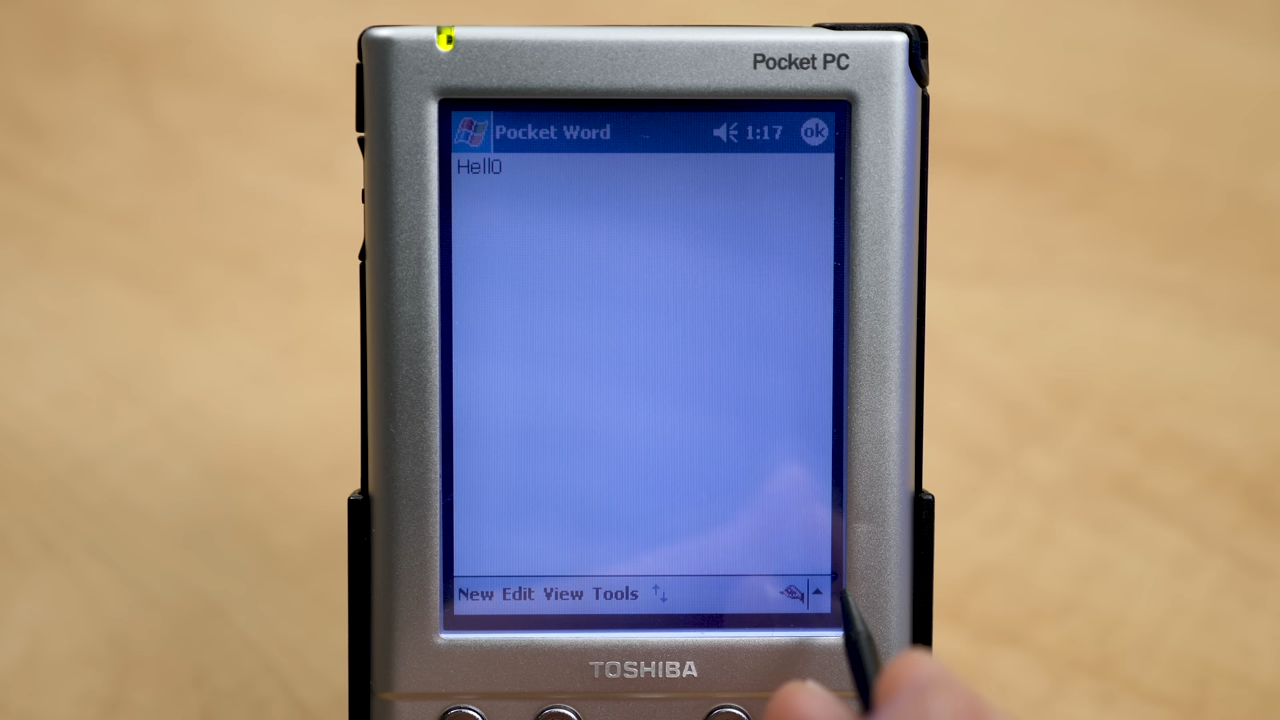 Pocket PC
Pocket Word 1:17 ok
Hell0
New Edit View Tools
TOSHIBA